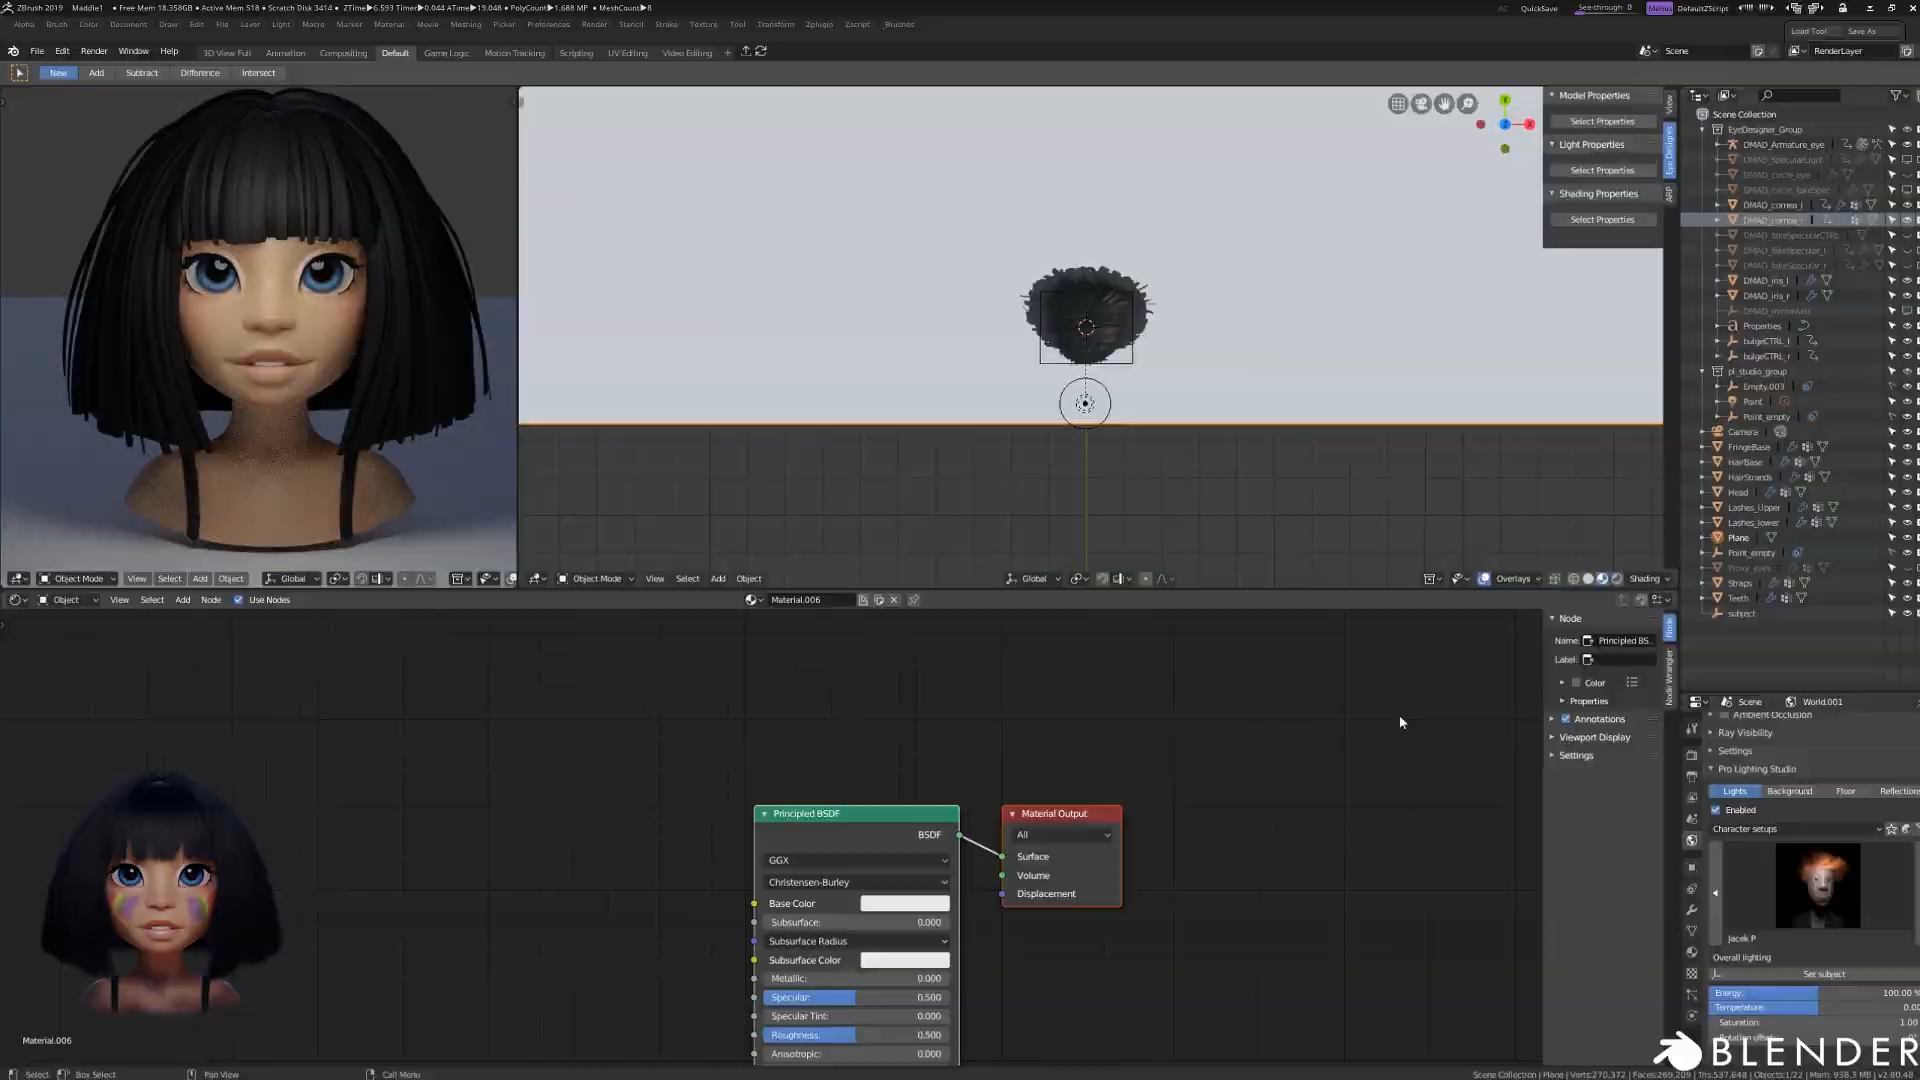 ZBrush 2019 Maddie1 • Free Mem 18.358GB • Active Mem 518 • Scratch Disk 3414 • ZTime▶6.593 Timer▶0.044 ATime▶19.048 • PolyCount▶1.688 MP • MeshCount▶8
AC QuickSave See-through 0 Menus DefaultZScript
Alpha Brush Color Document Draw Edit File Layer Light Macro Marker Material Movie Picker Preferences Render Stencil Stroke Texture Tool Transform Zplugin Zscript _Brushes
Load Tool Save As
File Edit Render Window Help 3D View Full Animation Compositing Default Game Logic Motion Tracking Scripting UV Editing Video Editing + Scene RenderLayer
New Add Subtract Difference Intersect
Model Properties
Select Properties
Light Properties
Select Properties
Shading Properties
Select Properties
View
Eye Designer
ARP
Scene Collection
EyeDesigner_Group
DMAD_Armature_eye
DMAD_SpecularLight
DMAD_circle_eye
DMAD_circle_fakeSpec
DMAD_cornea_l
DMAD_cornea_r
DMAD_iris_l
DMAD_iris_r
DMAD_mirrorAxis
Properties
bulgeCTRL_l
bulgeCTRL_r
pl_studio_group
Empty.003
Point
Point_empty
Camera
FringeBase
HairBase
HairStrands
Head
Lashes_Upper
Lashes_lower
Plane
Point_empty
Proxy_eyes
Straps
Teeth
subject
Object Mode View Select Add Object Global
Object Mode View Select Add Object Global Overlays Shading
Object View Select Add Node Use Nodes Material.006
Node
Name: Principled BS..
Label:
Color
Properties
Annotations
Viewport Display
Settings
Node
Node Wrangler
Principled BSDF
BSDF
GGX
Christensen-Burley
Base Color
Subsurface: 0.000
Subsurface Radius
Subsurface Color
Metallic: 0.000
Specular: 0.500
Specular Tint: 0.000
Roughness: 0.500
Anisotropic: 0.000
Material Output
All
Surface
Volume
Displacement
Scene World.001
Ambient Occlusion
Ray Visibility
Settings
Pro Lighting Studio
Lights Background Floor Reflections
Enabled
Character setups
Jacek P
Overall lighting
Set subject
Energy: 100.00 %
Temperature: 0.00
Saturation: 1.00
Material.006
BLENDER
Select Box Select Pan View Call Menu
Scene Collection | Plane | Verts:270,372 | Faces:269,209 | Tris:537,648 | Objects:1/22 | Mem: 938.3 MB | v2.80.48